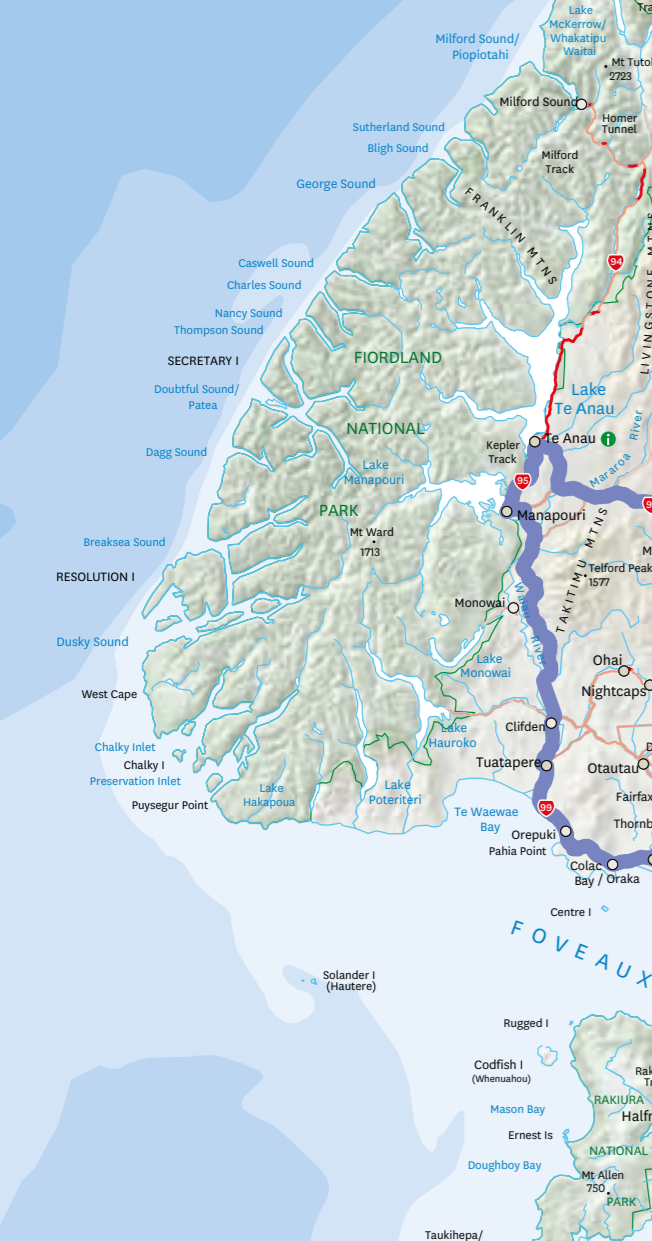 Lake
McKerrow/
Whakatipu
Waitai
Milford Sound/
Piopiotahi
2723
Milford Sound
Homer
Tunnel
Sutherland Sound
Bligh Sound
Milford
Track
George Sound
FRANKLIN MTNS
94
LIVINGSTONE MTNS
Caswell Sound
Charles Sound
Nancy Sound
Thompson Sound
SECRETARY I
FIORDLAND
Doubtful Sound/
Patea
Lake
Te Anau
NATIONAL
Te Anau
i
Kepler
Track
Mararoa River
Dagg Sound
Lake
Manapouri
95
PARK
Manapouri
Mt Ward
1713
Breaksea Sound
TAKITIMU MTNS
Telford Peak
1577
RESOLUTION I
Monowai
Waiau River
Dusky Sound
Lake
Monowai
Ohai
West Cape
Nightcaps
Clifden
Lake
Hauroko
Chalky Inlet
Chalky I
Preservation Inlet
Tuatapere
Otautau
Puysegur Point
Lake
Hakapoua
Lake
Poteriteri
Fairfax
99
Te Waewae
Bay
Orepuki
Pahia Point
Colac
Bay / Oraka
Centre I
FOVEAUX
Solander I
(Hautere)
Rugged I
Codfish I
(Whenuahou)
RAKIURA
Mason Bay
Ernest Is
NATIONAL
Doughboy Bay
Mt Allen
750
PARK
Taukihepa/